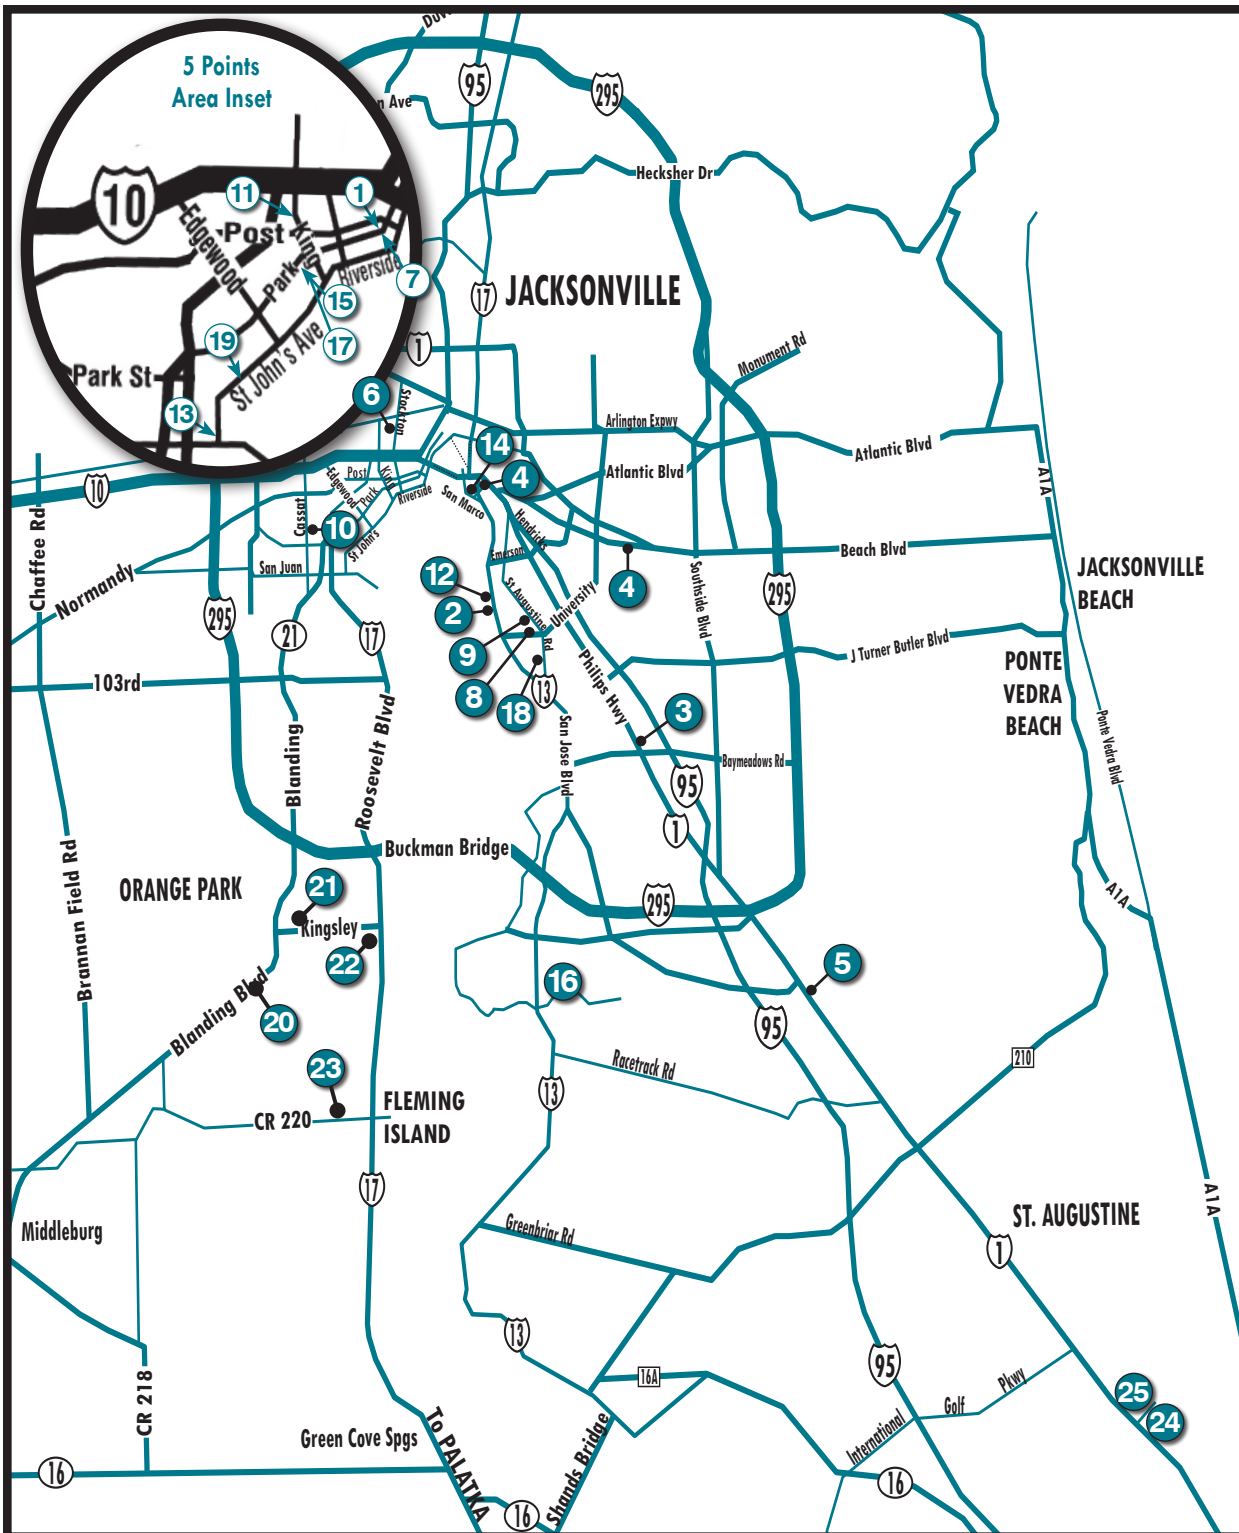 Duv
95
295
5 Points
Area Inset
n Ave
Hecksher Dr
10
11
1
Edgewood
Post
King
Park
Riverside
7
15
17
19
St John's Ave
Park St
13
17
JACKSONVILLE
1
Monument Rd
6
Stockton
Arlington Expwy
14
Atlantic Blvd
4
Atlantic Blvd
A1A
10
Post
King
Edgewood
Park
Riverside
San Marco
Chaffee Rd
Cassat
10
St John's
Hendricks
Emerson
Beach Blvd
Normandy
San Juan
12
4
JACKSONVILLE
BEACH
295
2
St Augustine Rd
University
Southside Blvd
295
21
17
9
J Turner Butler Blvd
PONTE
VEDRA
BEACH
103rd
8
18
13
Philips Hwy
3
Blanding
Roosevelt Blvd
San Jose Blvd
Baymeadows Rd
Ponte Vedra Blvd
95
1
Buckman Bridge
Brannan Field Rd
ORANGE PARK
21
A1A
295
Kingsley
22
5
16
Blanding Blvd
20
95
23
Racetrack Rd
210
13
FLEMING
ISLAND
CR 220
17
A1A
Middleburg
Greenbriar Rd
ST. AUGUSTINE
1
13
95
16A
CR 218
25
Pkwy
Golf
24
International
To PALATKA
Green Cove Spgs
Shands Bridge
16
16
16